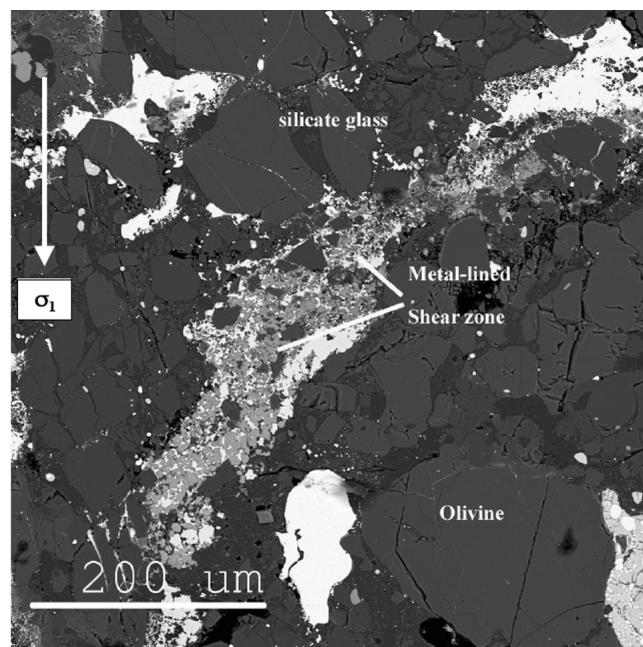 silicate glass
Metal-lined
σ1
Shear zone
Olivine
200 um